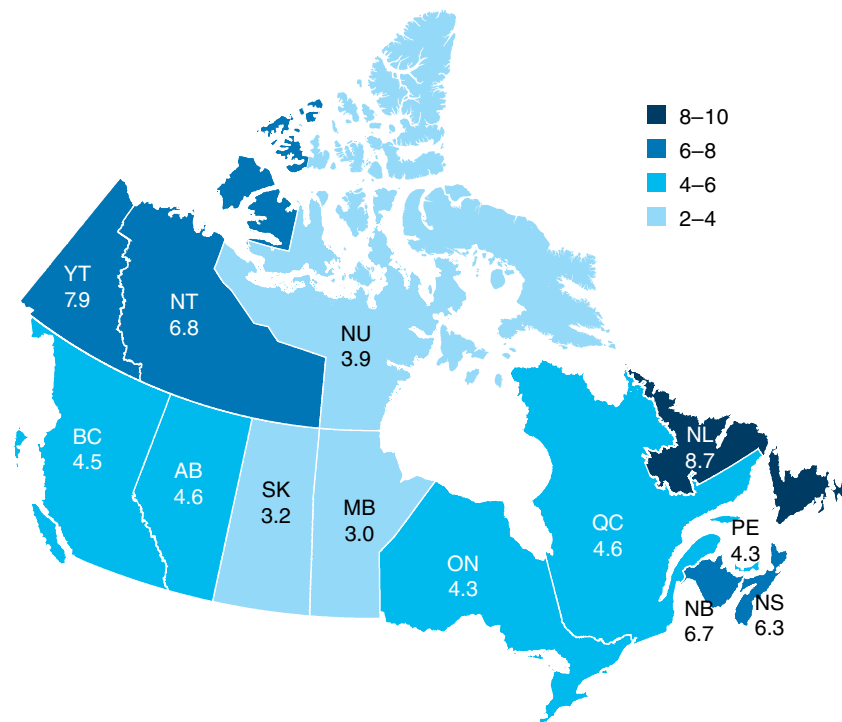 8–10
6–8
4–6
2–4
YT
7.9
NT
6.8
NU
3.9
BC
4.5
AB
4.6
SK
3.2
MB
3.0
ON
4.3
QC
4.6
NL
8.7
PE
4.3
NB
6.7
NS
6.3